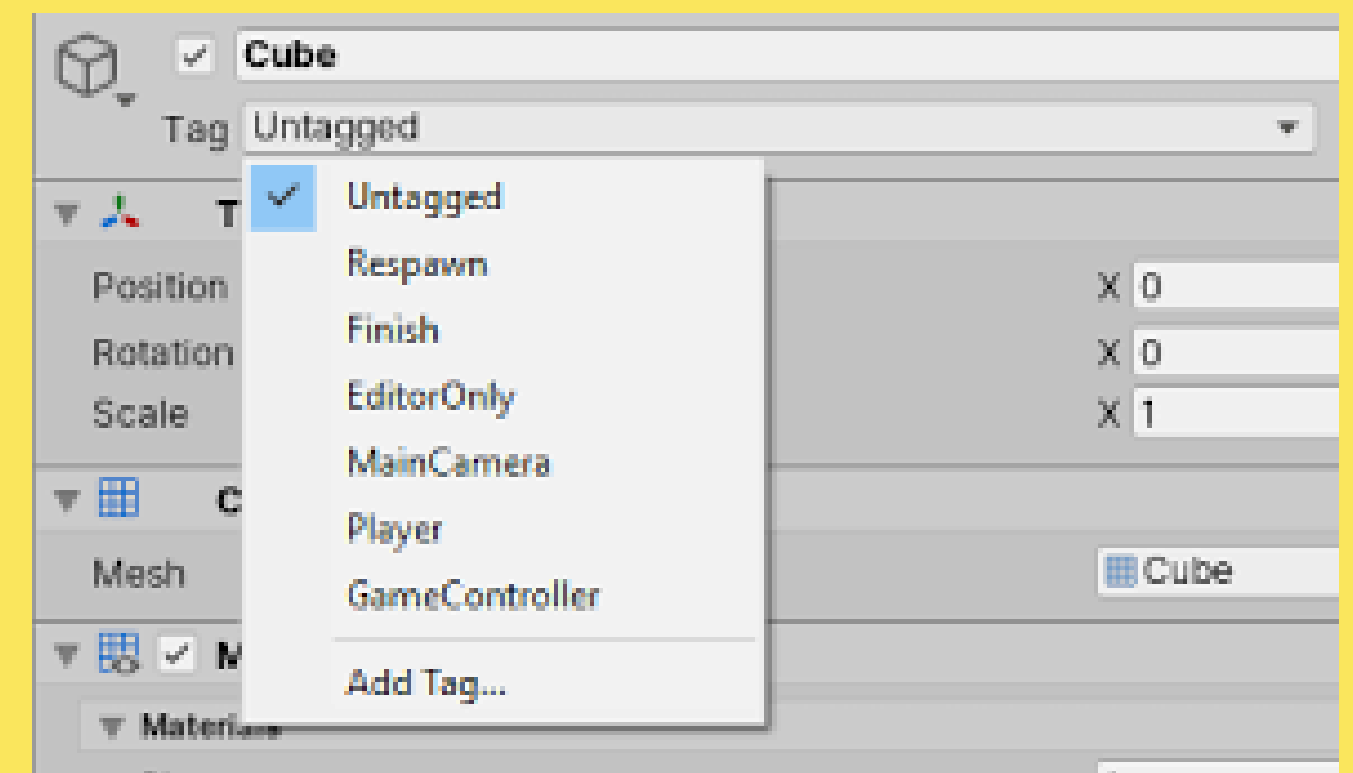 Cube
Tag Untagged
Untagged
Respawn
Finish
EditorOnly
MainCamera
Player
GameController
Add Tag...
T
Position X 0
Rotation X 0
Scale X 1
C
Mesh Cube
M
Materials